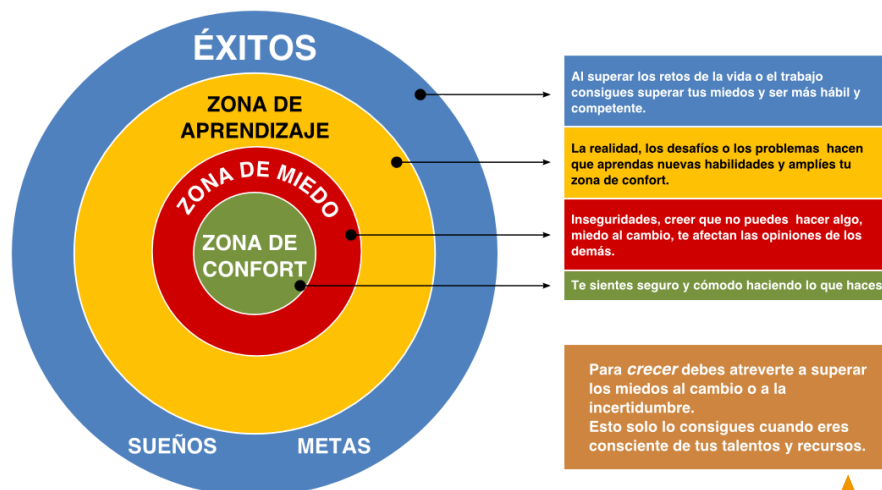 ÉXITOS
ZONA DE
APRENDIZAJE
ZONA DE MIEDO
ZONA DE
CONFORT
SUEÑOS
METAS
Al superar los retos de la vida o el trabajo
consigues superar tus miedos y ser más hábil y
competente.
La realidad, los desafíos o los problemas hacen
que aprendas nuevas habilidades y amplíes tu
zona de confort.
Inseguridades, creer que no puedes hacer algo,
miedo al cambio, te afectan las opiniones de los
demás.
Te sientes seguro y cómodo haciendo lo que haces
Para crecer debes atreverte a superar
los miedos al cambio o a la
incertidumbre.
Esto solo lo consigues cuando eres
consciente de tus talentos y recursos.